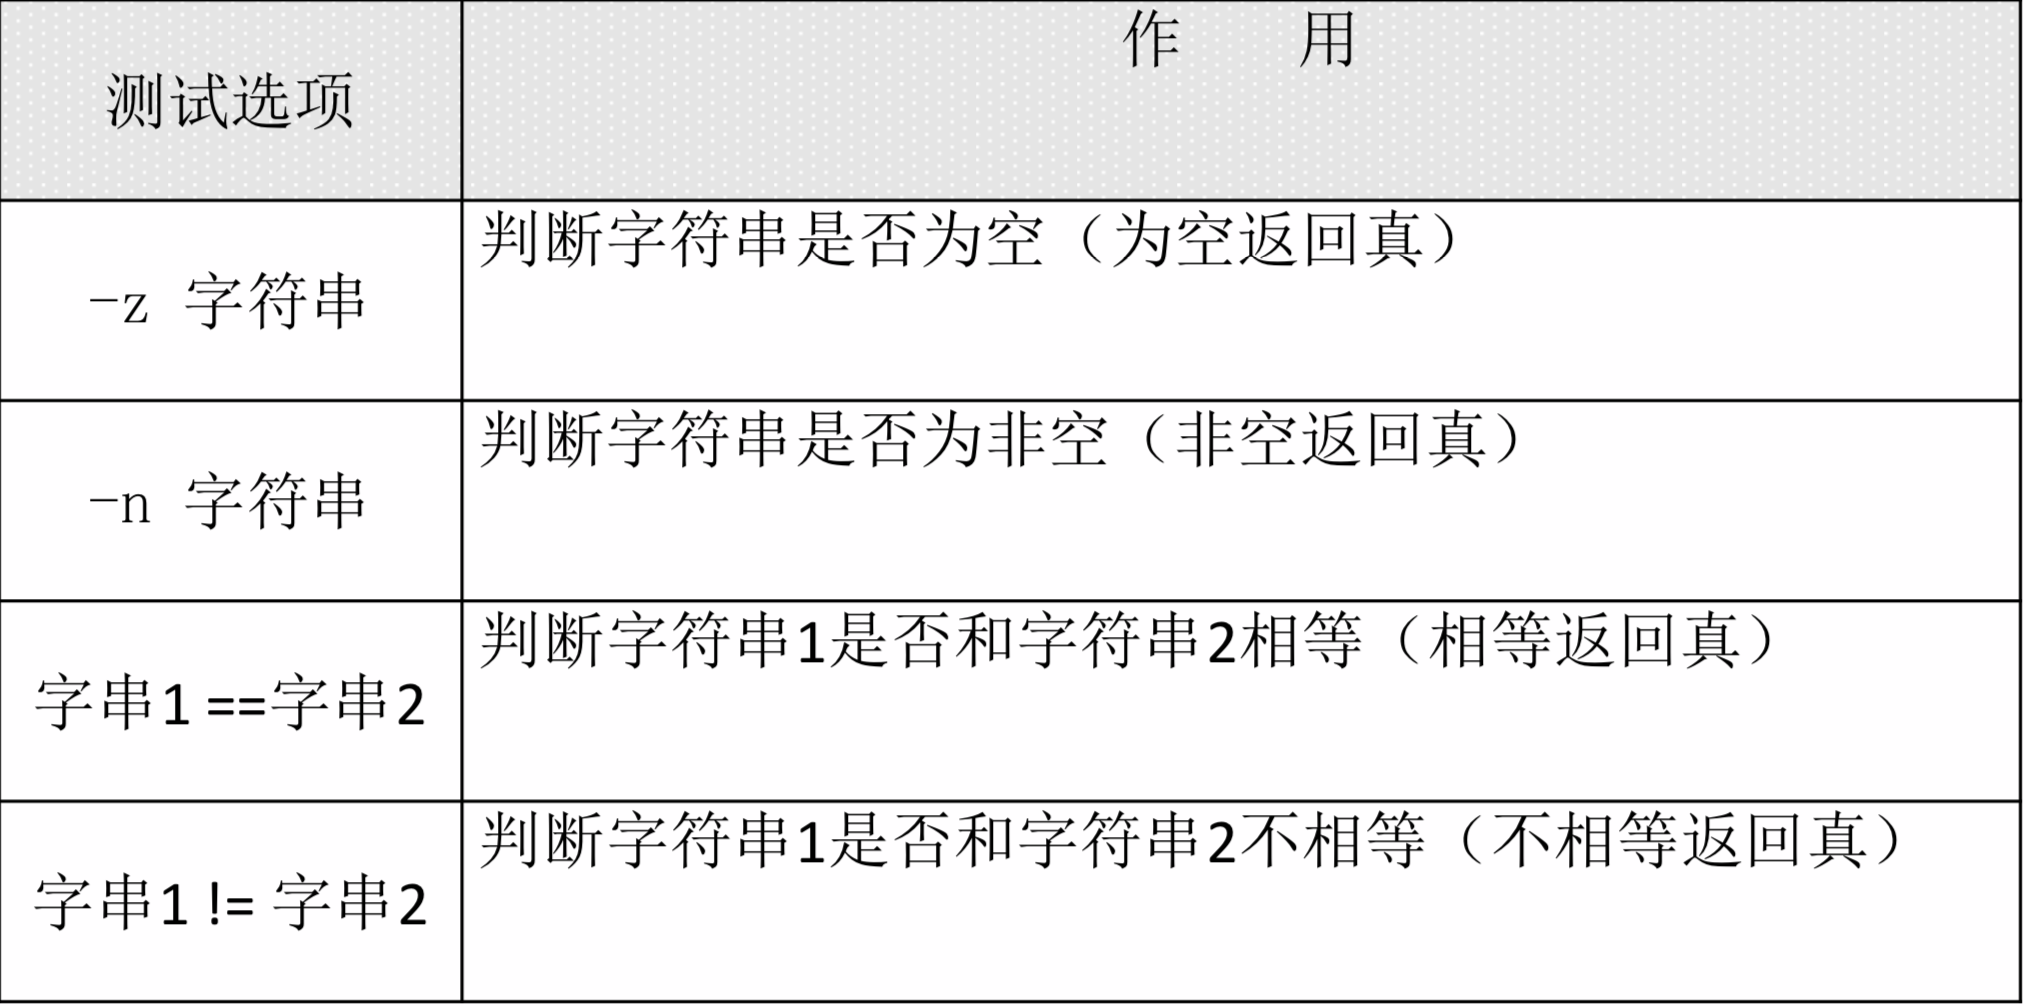 测试选项
作 用
-z 字符串
判断字符串是否为空（为空返回真）
-n 字符串
判断字符串是否为非空（非空返回真）
字串1 ==字串2
判断字符串1是否和字符串2相等（相等返回真）
字串1 != 字串2
判断字符串1是否和字符串2不相等（不相等返回真）